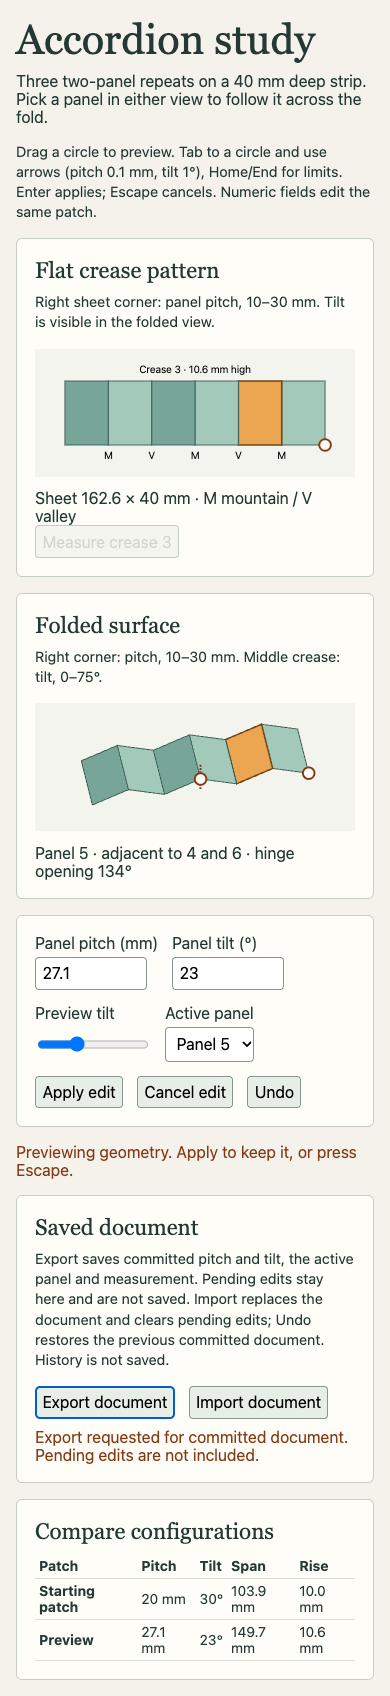 Accordion study
Three two-panel repeats on a 40 mm deep strip.
Pick a panel in either view to follow it across the
fold.
Drag a circle to preview. Tab to a circle and use
arrows (pitch 0.1 mm, tilt 1°), Home/End for limits.
Enter applies; Escape cancels. Numeric fields edit the
same patch.
Flat crease pattern
Right sheet corner: panel pitch, 10–30 mm. Tilt
is visible in the folded view.
Crease 3 · 10.6 mm high
M V M V M
Sheet 162.6 × 40 mm · M mountain / V
valley
Measure crease 3
Folded surface
Right corner: pitch, 10–30 mm. Middle crease:
tilt, 0–75°.
Panel 5 · adjacent to 4 and 6 · hinge
opening 134°
Panel pitch (mm) Panel tilt (°)
27.1 23
Preview tilt Active panel
Panel 5
Apply edit Cancel edit Undo
Previewing geometry. Apply to keep it, or press
Escape.
Saved document
Export saves committed pitch and tilt, the active
panel and measurement. Pending edits stay
here and are not saved. Import replaces the
document and clears pending edits; Undo
restores the previous committed document.
History is not saved.
Export document Import document
Export requested for committed document.
Pending edits are not included.
Compare configurations
Patch Pitch Tilt Span Rise
Starting patch 20 mm 30° 103.9 mm 10.0 mm
Preview 27.1 mm 23° 149.7 mm 10.6 mm